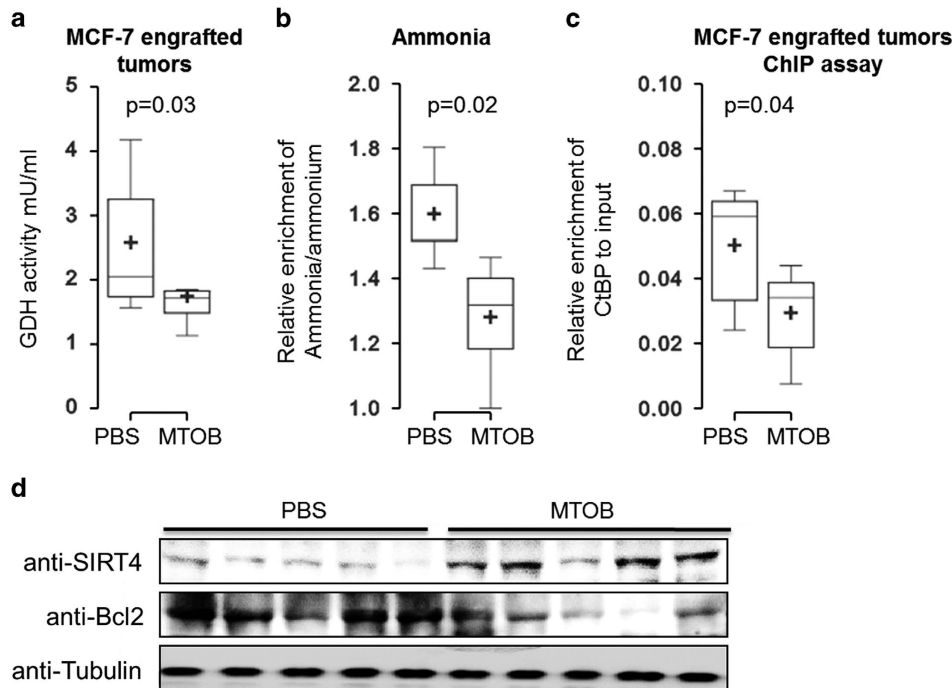 a
MCF-7 engrafted
tumors
p=0.03
GDH activity mU/ml
5
4
3
2
1
0
PBS MTOB
b
Ammonia
p=0.02
Relative enrichment of
Ammonia/ammonium
2.0
1.8
1.6
1.4
1.2
1.0
PBS MTOB
c
MCF-7 engrafted tumors
ChIP assay
p=0.04
Relative enrichment of
CtBP to input
0.10
0.08
0.06
0.04
0.02
0.00
PBS MTOB
d
PBS MTOB
anti-SIRT4
anti-Bcl2
anti-Tubulin